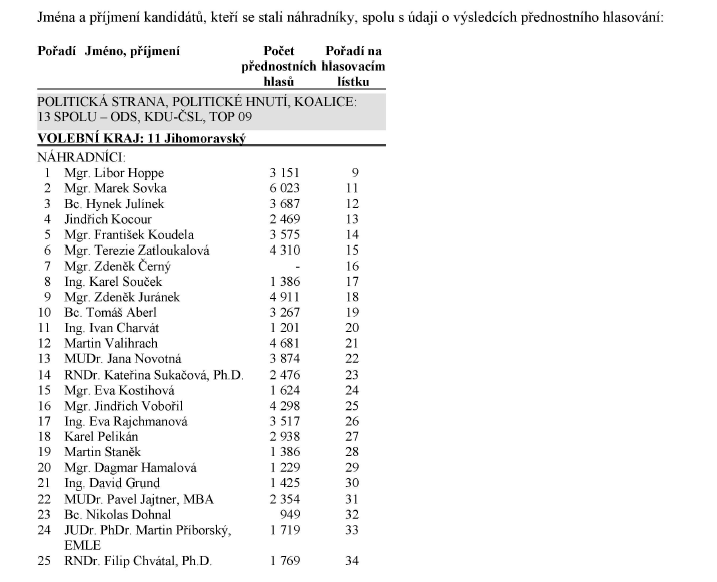 Jména a příjmení kandidátů, kteří se stali náhradníky, spolu s údaji o výsledcích přednostního hlasování:
Pořadí Jméno, příjmení Počet Pořadí na
přednostních hlasovacím
hlasů lístku
POLITICKÁ STRANA, POLITICKÉ HNUTÍ, KOALICE:
13 SPOLU – ODS, KDU-ČSL, TOP 09
VOLEBNÍ KRAJ: 11 Jihomoravský
NÁHRADNÍCI:
1 Mgr. Libor Hoppe 3 151 9
2 Mgr. Marek Sovka 6 023 11
3 Bc. Hynek Julínek 3 687 12
4 Jindřich Kocour 2 469 13
5 Mgr. František Koudela 3 575 14
6 Mgr. Terezie Zatloukalová 4 310 15
7 Mgr. Zdeněk Černý - 16
8 Ing. Karel Souček 1 386 17
9 Mgr. Zdeněk Juránek 4 911 18
10 Bc. Tomáš Aberl 3 267 19
11 Ing. Ivan Charvát 1 201 20
12 Martin Valihrach 4 681 21
13 MUDr. Jana Novotná 3 874 22
14 RNDr. Kateřina Sukačová, Ph.D. 2 476 23
15 Mgr. Eva Kostihová 1 624 24
16 Mgr. Jindřich Vobořil 4 298 25
17 Ing. Eva Rajchmanová 3 517 26
18 Karel Pelikán 2 938 27
19 Martin Staněk 1 386 28
20 Mgr. Dagmar Hamalová 1 229 29
21 Ing. David Grund 1 425 30
22 MUDr. Pavel Jajtner, MBA 2 354 31
23 Bc. Nikolas Dohnal 949 32
24 JUDr. PhDr. Martin Příborský, 1 719 33
EMLE
25 RNDr. Filip Chvátal, Ph.D. 1 769 34